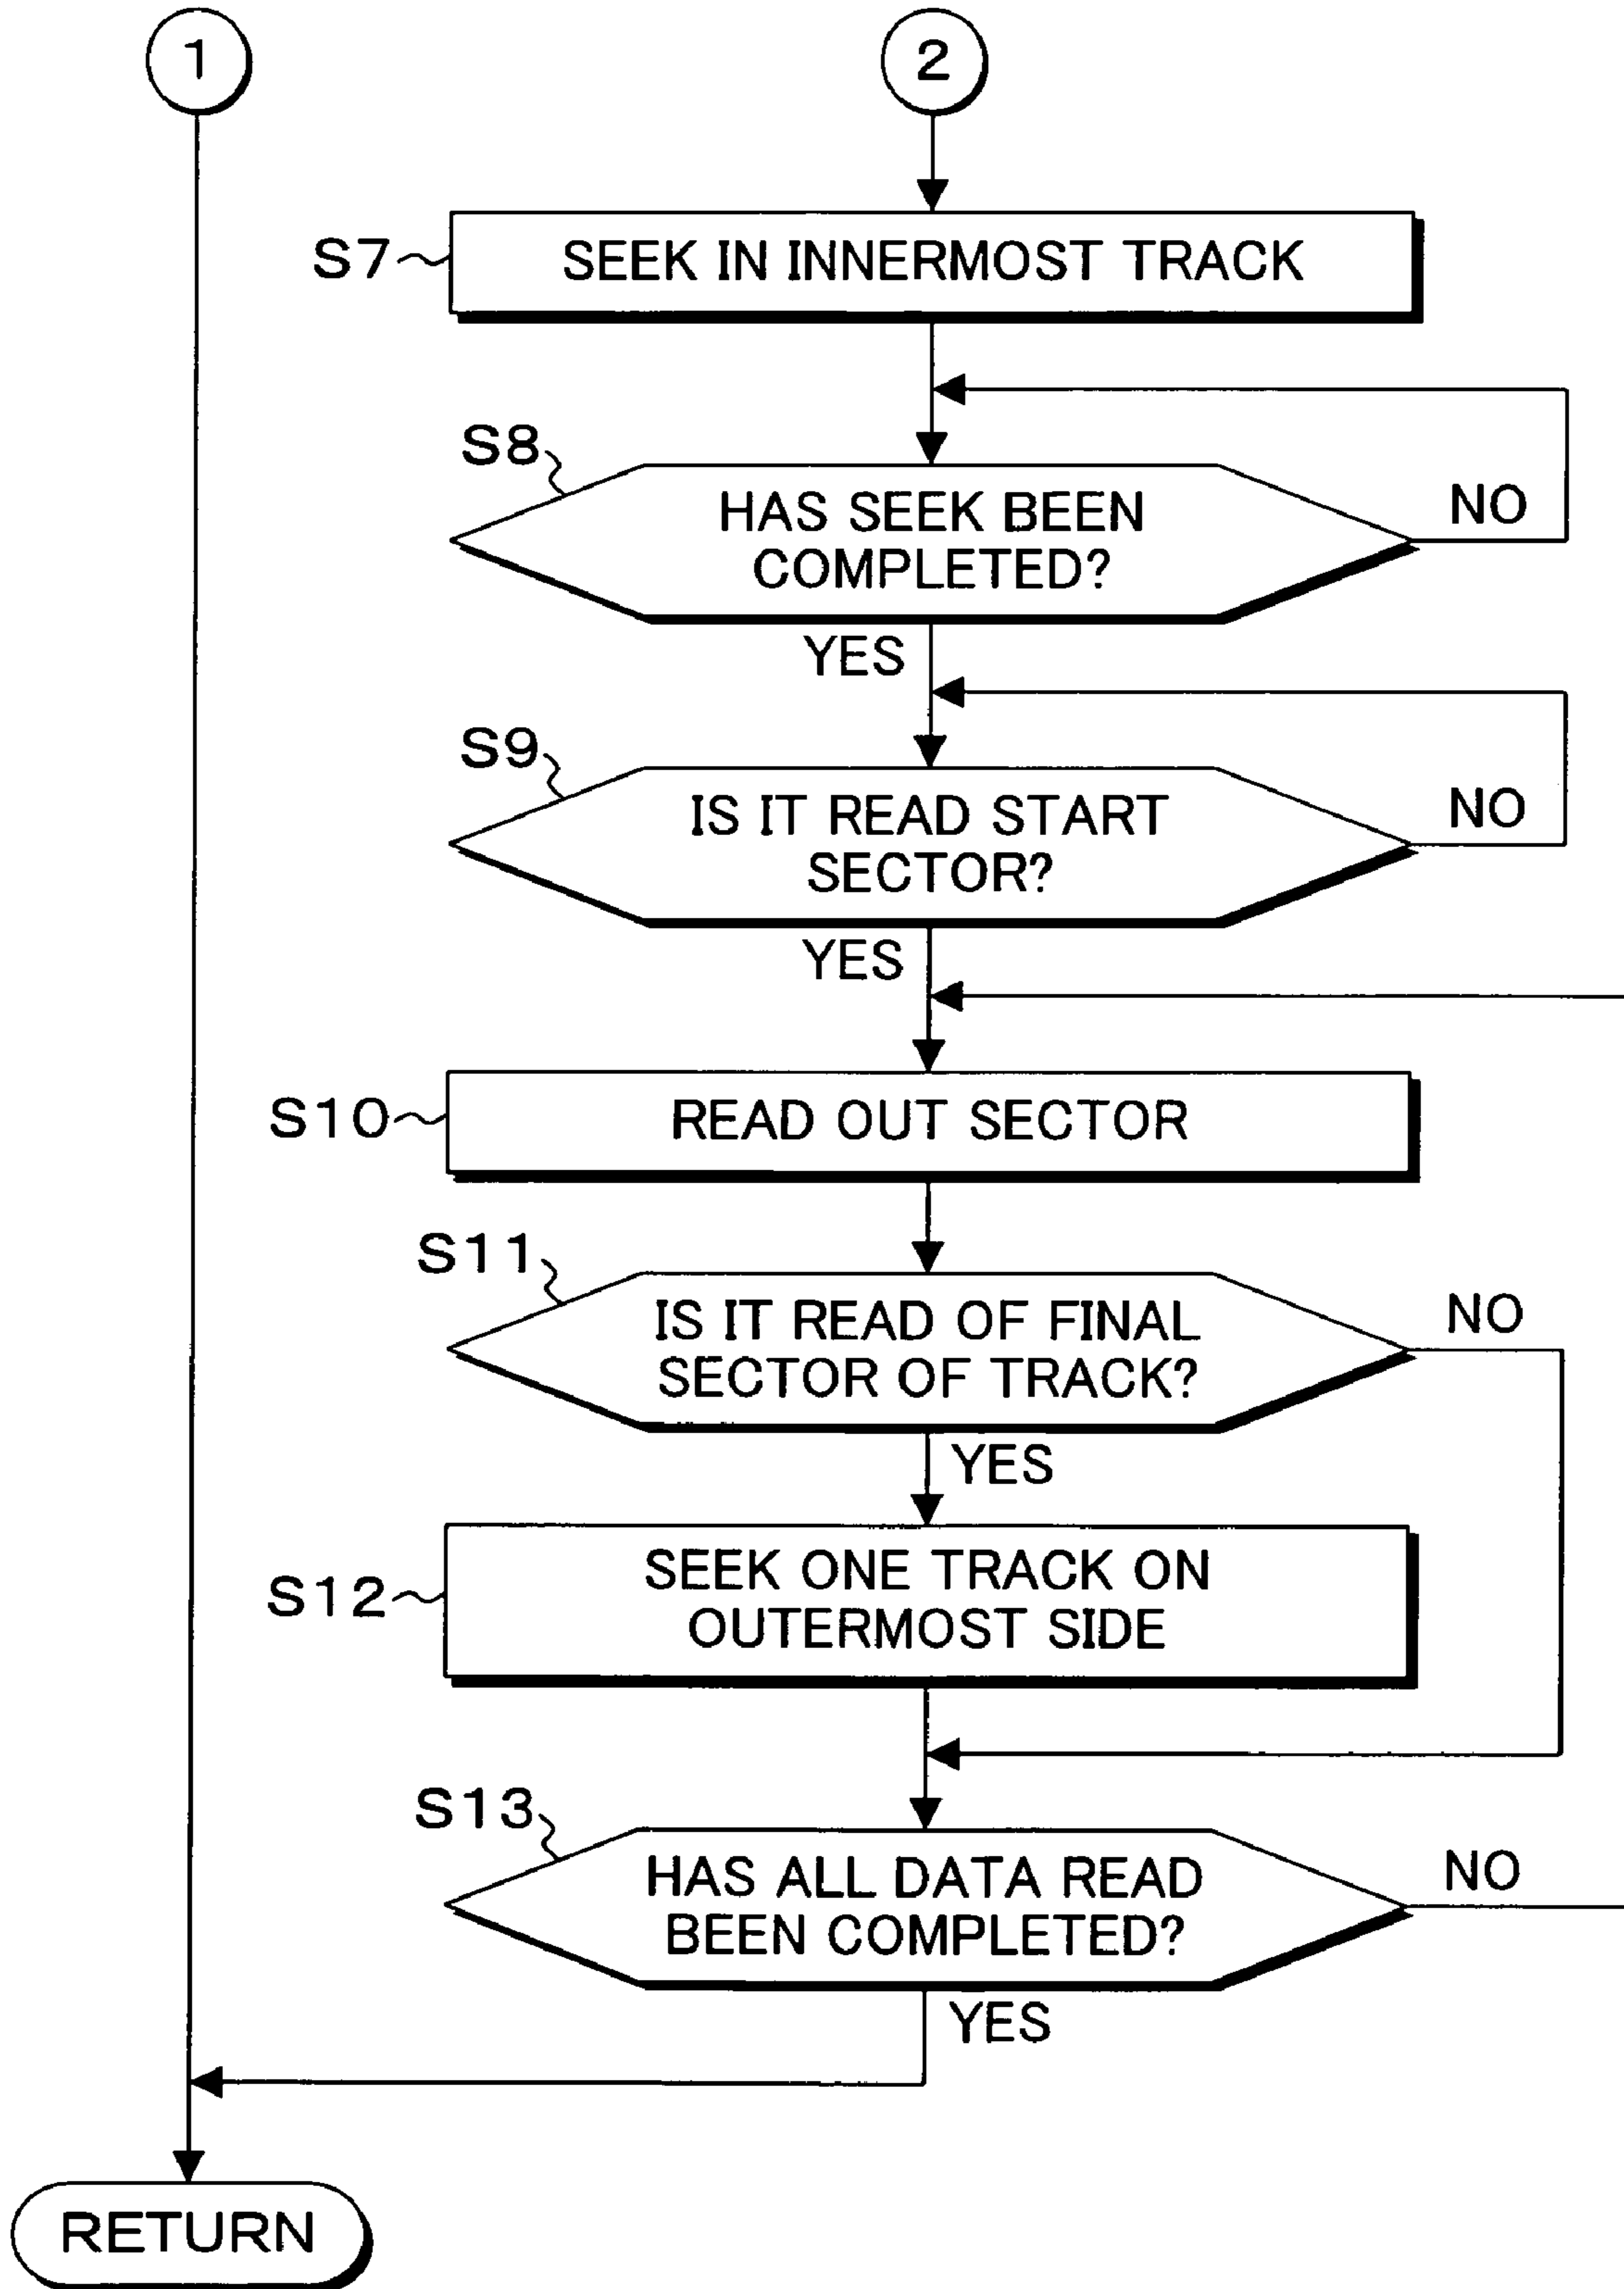 1
2
S7
SEEK IN INNERMOST TRACK
S8
HAS SEEK BEEN
COMPLETED?
NO
YES
S9
IS IT READ START
SECTOR?
NO
YES
S10
READ OUT SECTOR
S11
IS IT READ OF FINAL
SECTOR OF TRACK?
NO
YES
S12
SEEK ONE TRACK ON
OUTERMOST SIDE
S13
HAS ALL DATA READ
BEEN COMPLETED?
NO
YES
RETURN